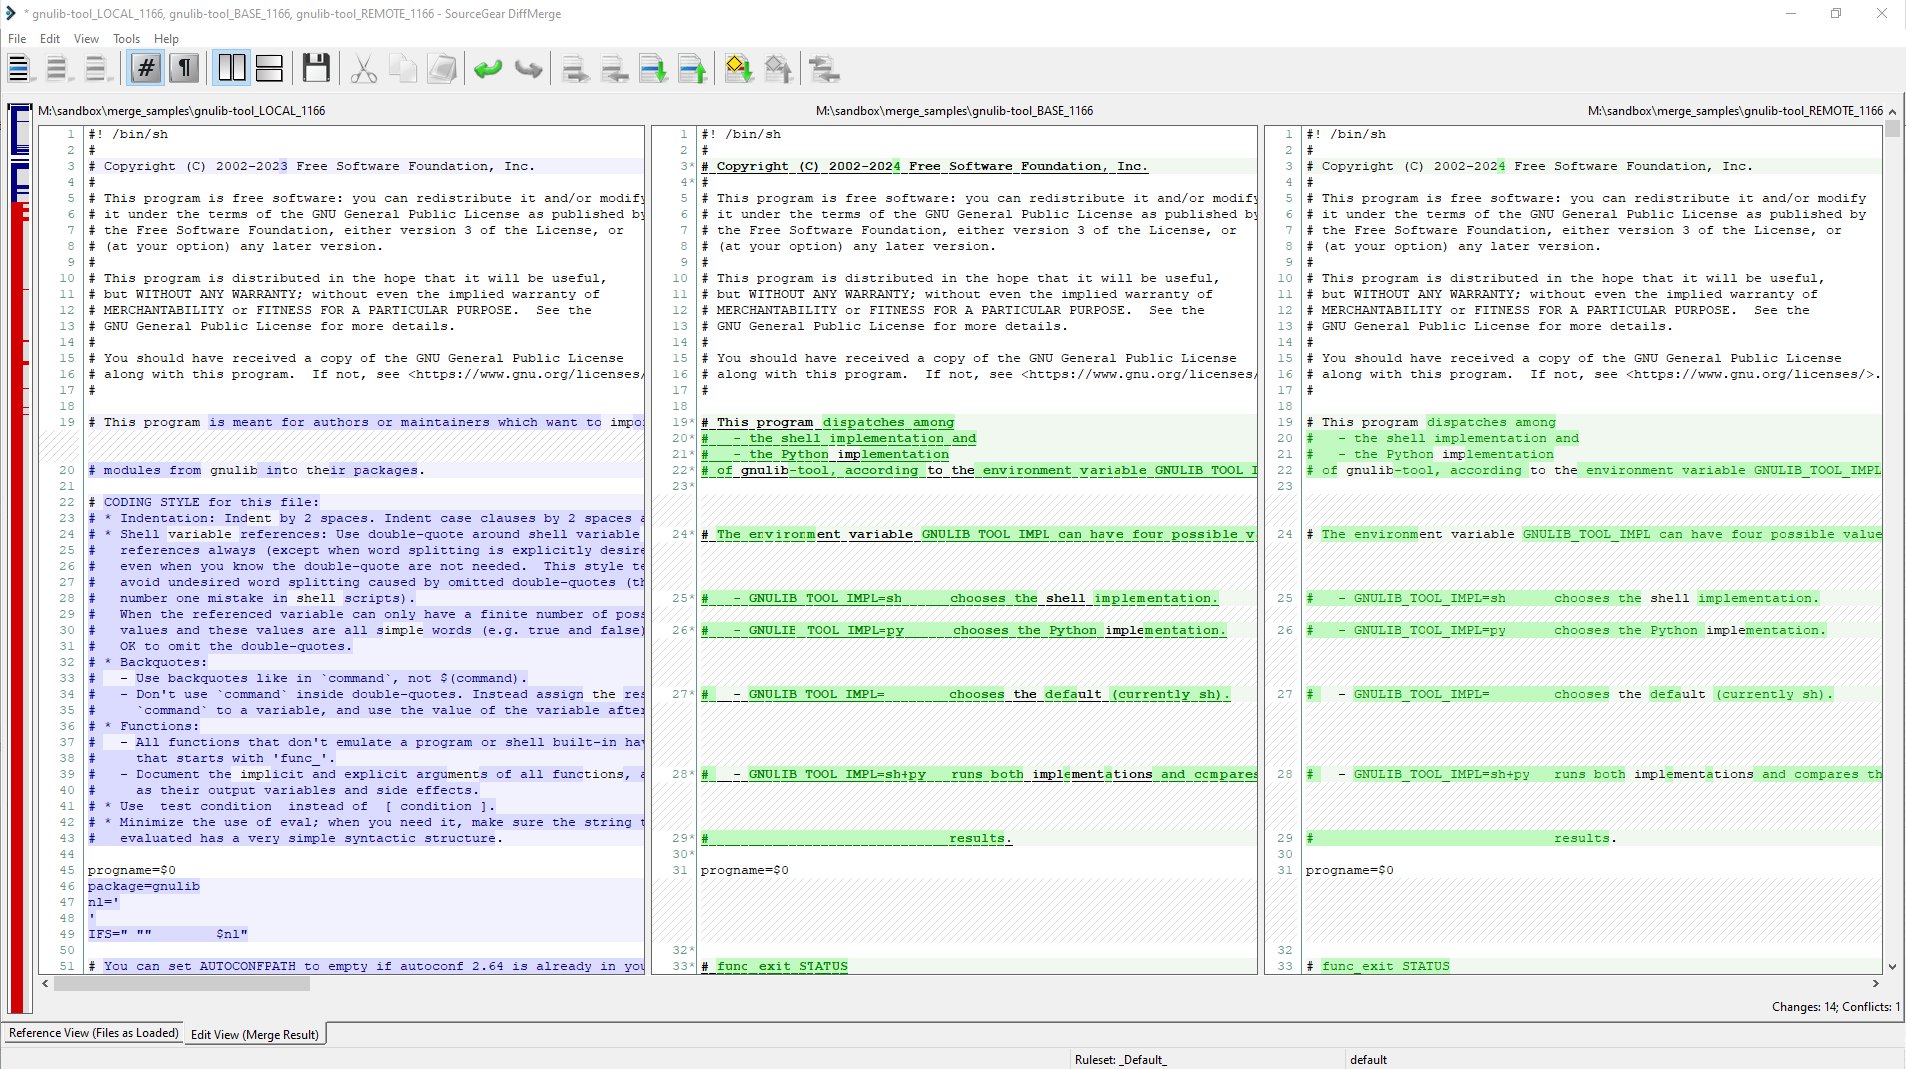 * gnulib-tool_LOCAL_1166, gnulib-tool_BASE_1166, gnulib-tool_REMOTE_1166 - SourceGear DiffMerge
File Edit View Tools Help
M:\sandbox\merge_samples\gnulib-tool_LOCAL_1166
1 #! /bin/sh
2 #
3 # Copyright (C) 2002-2023 Free Software Foundation, Inc.
4 #
5 # This program is free software: you can redistribute it and/or modify
6 # it under the terms of the GNU General Public License as published by
7 # the Free Software Foundation, either version 3 of the License, or
8 # (at your option) any later version.
9 #
10 # This program is distributed in the hope that it will be useful,
11 # but WITHOUT ANY WARRANTY; without even the implied warranty of
12 # MERCHANTABILITY or FITNESS FOR A PARTICULAR PURPOSE.  See the
13 # GNU General Public License for more details.
14 #
15 # You should have received a copy of the GNU General Public License
16 # along with this program.  If not, see <https://www.gnu.org/licenses/
17 #
18
19 # This program is meant for authors or maintainers which want to impo
20 # modules from gnulib into their packages.
21
22 # CODING STYLE for this file:
23 # * Indentation: Indent by 2 spaces. Indent case clauses by 2 spaces a
24 # * Shell variable references: Use double-quote around shell variable
25 #   references always (except when word splitting is explicitly desire
26 #   even when you know the double-quote are not needed.  This style te
27 #   avoid undesired word splitting caused by omitted double-quotes (th
28 #   number one mistake in shell scripts).
29 #   When the referenced variable can only have a finite number of poss
30 #   values and these values are all simple words (e.g. true and false)
31 #   OK to omit the double-quotes.
32 # * Backquotes:
33 #   - Use backquotes like in `command`, not $(command).
34 #   - Don't use `command` inside double-quotes. Instead assign the res
35 #     `command` to a variable, and use the value of the variable after
36 # * Functions:
37 #   - All functions that don't emulate a program or shell built-in hav
38 #     that starts with 'func_'.
39 #   - Document the implicit and explicit arguments of all functions, a
40 #     as their output variables and side effects.
41 # * Use  test condition  instead of  [ condition ].
42 # * Minimize the use of eval; when you need it, make sure the string t
43 #   evaluated has a very simple syntactic structure.
44
45 progname=$0
46 package=gnulib
47 nl='
48 '
49 IFS=" ""        $nl"
50
51 # You can set AUTOCONFPATH to empty if autoconf 2.64 is already in you
M:\sandbox\merge_samples\gnulib-tool_BASE_1166
1 #! /bin/sh
2 #
3* # Copyright (C) 2002-2024 Free Software Foundation, Inc.
4* #
5 # This program is free software: you can redistribute it and/or modify
6 # it under the terms of the GNU General Public License as published by
7 # the Free Software Foundation, either version 3 of the License, or
8 # (at your option) any later version.
9 #
10 # This program is distributed in the hope that it will be useful,
11 # but WITHOUT ANY WARRANTY; without even the implied warranty of
12 # MERCHANTABILITY or FITNESS FOR A PARTICULAR PURPOSE.  See the
13 # GNU General Public License for more details.
14 #
15 # You should have received a copy of the GNU General Public License
16 # along with this program.  If not, see <https://www.gnu.org/licenses/
17 #
18
19* # This program dispatches among
20* #   - the shell implementation and
21* #   - the Python implementation
22* # of gnulib-tool, according to the environment variable GNULIB_TOOL_I
23*
24* # The environment variable GNULIB_TOOL_IMPL can have four possible v
25* #   - GNULIB_TOOL_IMPL=sh      chooses the shell implementation.
26* #   - GNULIB_TOOL_IMPL=py      chooses the Python implementation.
27* #   - GNULIB_TOOL_IMPL=        chooses the default (currently sh).
28* #   - GNULIB_TOOL_IMPL=sh+py   runs both implementations and compares
29* #                              results.
30*
31 progname=$0
32*
33* # func_exit STATUS
M:\sandbox\merge_samples\gnulib-tool_REMOTE_1166
1 #! /bin/sh
2 #
3 # Copyright (C) 2002-2024 Free Software Foundation, Inc.
4 #
5 # This program is free software: you can redistribute it and/or modify
6 # it under the terms of the GNU General Public License as published by
7 # the Free Software Foundation, either version 3 of the License, or
8 # (at your option) any later version.
9 #
10 # This program is distributed in the hope that it will be useful,
11 # but WITHOUT ANY WARRANTY; without even the implied warranty of
12 # MERCHANTABILITY or FITNESS FOR A PARTICULAR PURPOSE.  See the
13 # GNU General Public License for more details.
14 #
15 # You should have received a copy of the GNU General Public License
16 # along with this program.  If not, see <https://www.gnu.org/licenses/>.
17 #
18
19 # This program dispatches among
20 #   - the shell implementation and
21 #   - the Python implementation
22 # of gnulib-tool, according to the environment variable GNULIB_TOOL_IMPL
23
24 # The environment variable GNULIB_TOOL_IMPL can have four possible value
25 #   - GNULIB_TOOL_IMPL=sh      chooses the shell implementation.
26 #   - GNULIB_TOOL_IMPL=py      chooses the Python implementation.
27 #   - GNULIB_TOOL_IMPL=        chooses the default (currently sh).
28 #   - GNULIB_TOOL_IMPL=sh+py   runs both implementations and compares th
29 #                              results.
30
31 progname=$0
32
33 # func_exit STATUS
Changes: 14; Conflicts: 1
Reference View (Files as Loaded) Edit View (Merge Result)
Ruleset: _Default_ default